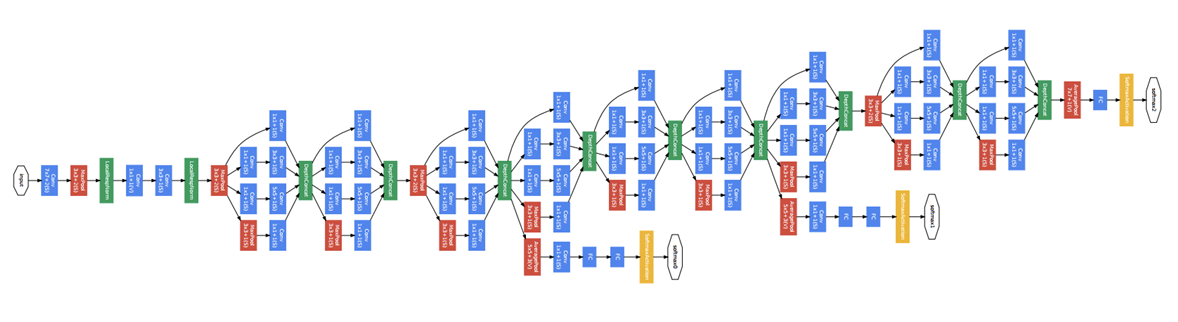 input
Conv
7x7+2(S)
MaxPool
3x3+2(S)
LocalRespNorm
Conv
1x1+1(V)
Conv
3x3+1(S)
LocalRespNorm
MaxPool
3x3+2(S)
Conv
1x1+1(S)
Conv
1x1+1(S)
MaxPool
3x3+1(S)
Conv
1x1+1(S)
Conv
3x3+1(S)
Conv
5x5+1(S)
Conv
1x1+1(S)
DepthConcat
Conv
1x1+1(S)
Conv
1x1+1(S)
MaxPool
3x3+1(S)
Conv
1x1+1(S)
Conv
3x3+1(S)
Conv
5x5+1(S)
Conv
1x1+1(S)
DepthConcat
MaxPool
3x3+2(S)
Conv
1x1+1(S)
Conv
1x1+1(S)
MaxPool
3x3+1(S)
Conv
1x1+1(S)
Conv
3x3+1(S)
Conv
5x5+1(S)
Conv
1x1+1(S)
DepthConcat
Conv
1x1+1(S)
Conv
1x1+1(S)
MaxPool
3x3+1(S)
AveragePool
5x5+3(V)
Conv
1x1+1(S)
Conv
3x3+1(S)
Conv
5x5+1(S)
Conv
1x1+1(S)
Conv
1x1+1(S)
DepthConcat
FC
FC
SoftmaxActivation
softmax0
Conv
1x1+1(S)
Conv
1x1+1(S)
MaxPool
3x3+1(S)
Conv
1x1+1(S)
Conv
3x3+1(S)
Conv
5x5+1(S)
Conv
1x1+1(S)
DepthConcat
Conv
1x1+1(S)
Conv
1x1+1(S)
MaxPool
3x3+1(S)
Conv
1x1+1(S)
Conv
3x3+1(S)
Conv
5x5+1(S)
Conv
1x1+1(S)
DepthConcat
Conv
1x1+1(S)
Conv
1x1+1(S)
MaxPool
3x3+1(S)
AveragePool
5x5+3(V)
Conv
1x1+1(S)
Conv
3x3+1(S)
Conv
5x5+1(S)
Conv
1x1+1(S)
Conv
1x1+1(S)
DepthConcat
FC
FC
SoftmaxActivation
softmax1
MaxPool
3x3+2(S)
Conv
1x1+1(S)
Conv
1x1+1(S)
MaxPool
3x3+1(S)
Conv
1x1+1(S)
Conv
3x3+1(S)
Conv
5x5+1(S)
Conv
1x1+1(S)
DepthConcat
Conv
1x1+1(S)
Conv
1x1+1(S)
MaxPool
3x3+1(S)
Conv
1x1+1(S)
Conv
3x3+1(S)
Conv
5x5+1(S)
Conv
1x1+1(S)
DepthConcat
AveragePool
7x7+1(V)
FC
SoftmaxActivation
softmax2